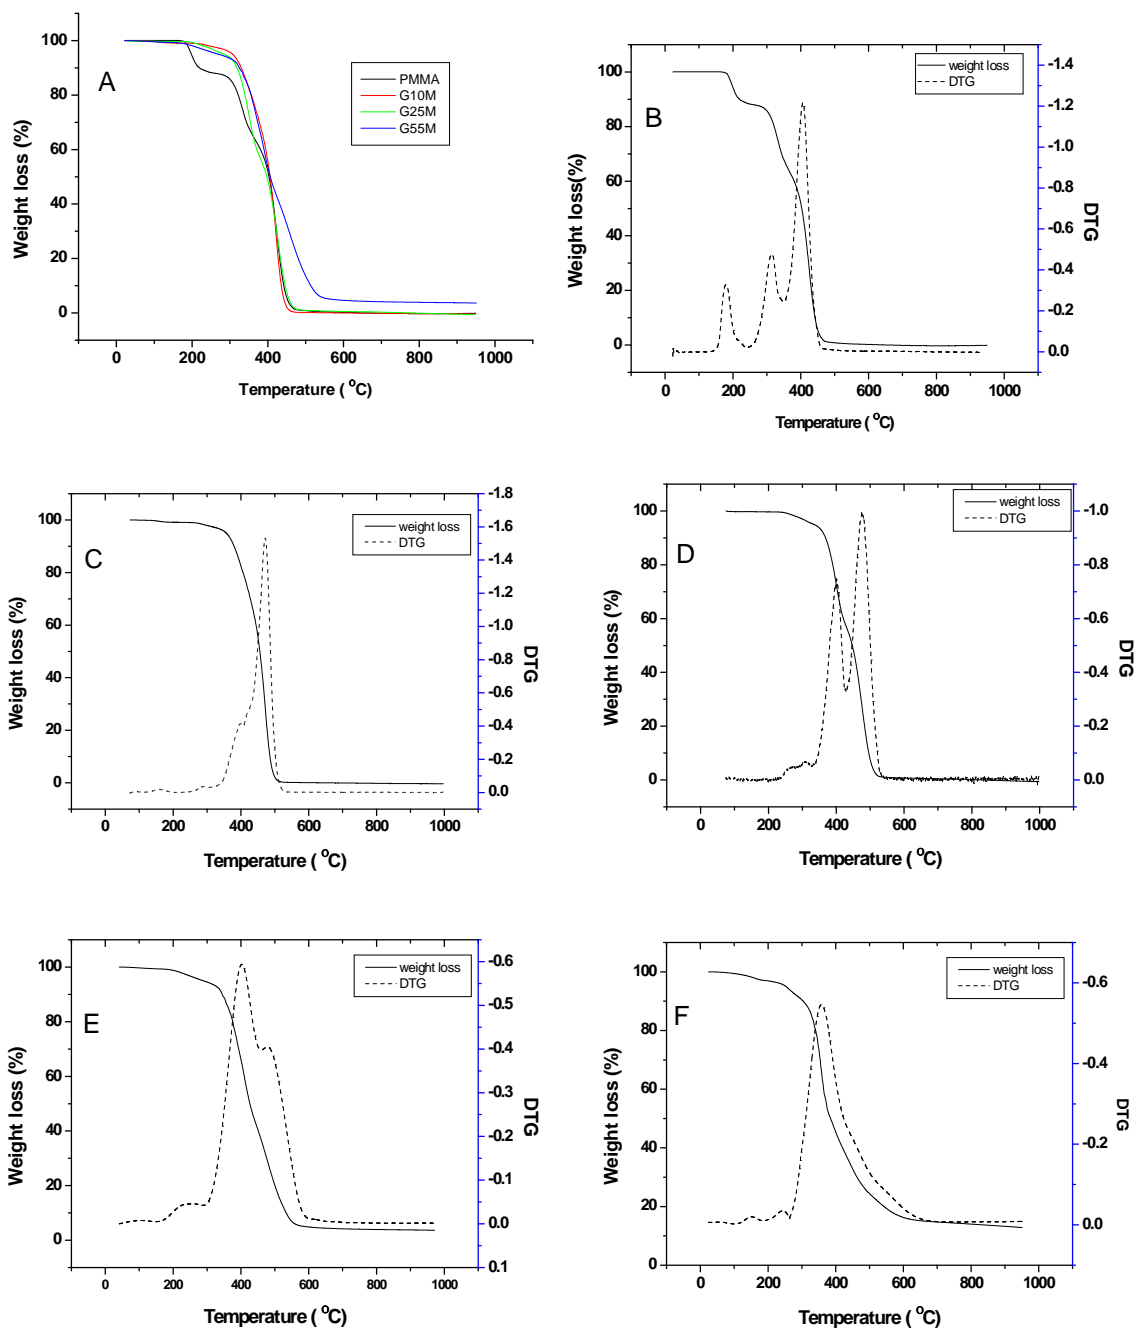 A
100
80
60
40
20
0
Weight loss (%)
0 200 400 600 800 1000
Temperature ( °C)
PMMA
G10M
G25M
G55M
B
100
80
60
40
20
0
Weight loss(%)
0 200 400 600 800 1000
Temperature ( °C)
weight loss
DTG
-1.4
-1.2
-1.0
-0.8
-0.6
-0.4
-0.2
0.0
DTG
C
100
80
60
40
20
0
Weight loss (%)
0 200 400 600 800 1000
Temperature ( °C)
weight loss
DTG
-1.8
-1.6
-1.4
-1.2
-1.0
-0.8
-0.6
-0.4
-0.2
0.0
DTG
D
100
80
60
40
20
0
Weight loss (%)
0 200 400 600 800 1000
Temperature ( °C)
weight loss
DTG
-1.0
-0.8
-0.6
-0.4
-0.2
0.0
DTG
E
100
80
60
40
20
0
Weight loss (%)
0 200 400 600 800 1000
Temperature ( °C)
weight loss
DTG
-0.6
-0.5
-0.4
-0.3
-0.2
-0.1
0.0
0.1
DTG
F
100
80
60
40
20
0
Weight loss (%)
0 200 400 600 800 1000
Temperature ( °C)
weight loss
DTG
-0.6
-0.4
-0.2
0.0
DTG